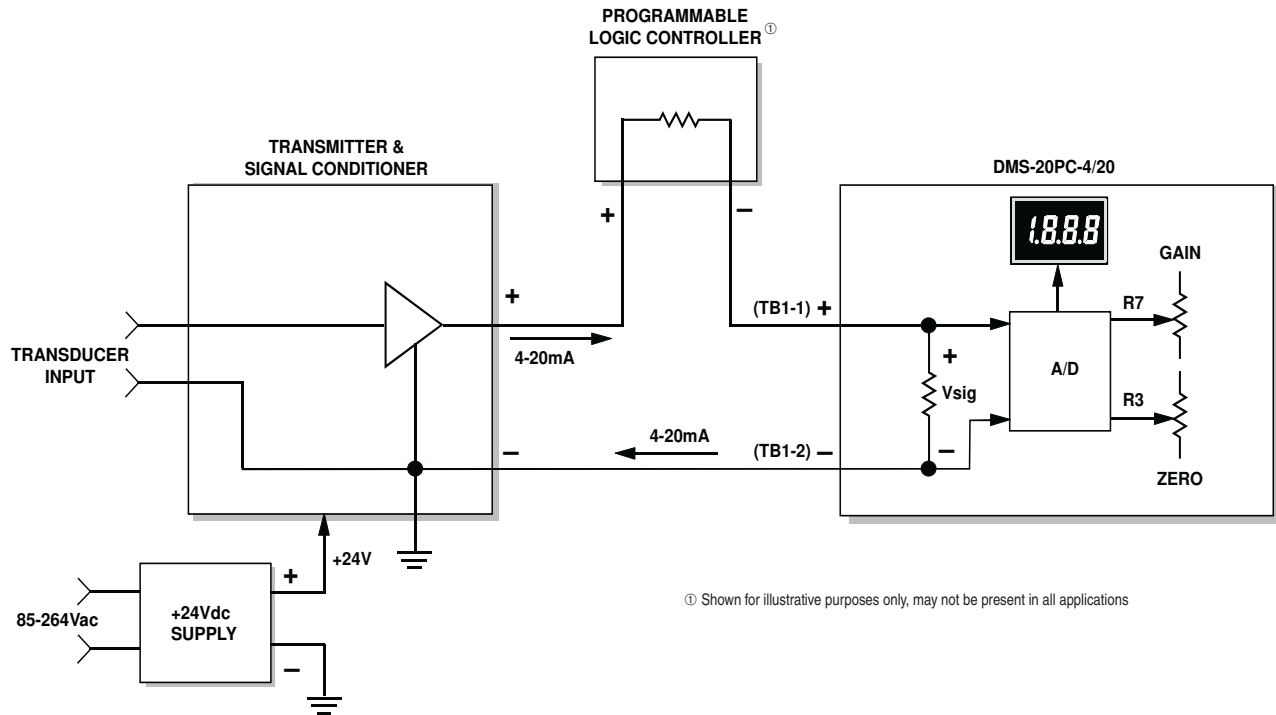 PROGRAMMABLE
LOGIC CONTROLLER ①
TRANSMITTER &
SIGNAL CONDITIONER
DMS-20PC-4/20
+
−
1.8.8.8
GAIN
+
(TB1-1) +
R7
TRANSDUCER
INPUT
4-20mA
+
A/D
Vsig
R3
4-20mA
−
(TB1-2) −
−
ZERO
+24V
+
85-264Vac
+24Vdc
SUPPLY
−
① Shown for illustrative purposes only, may not be present in all applications